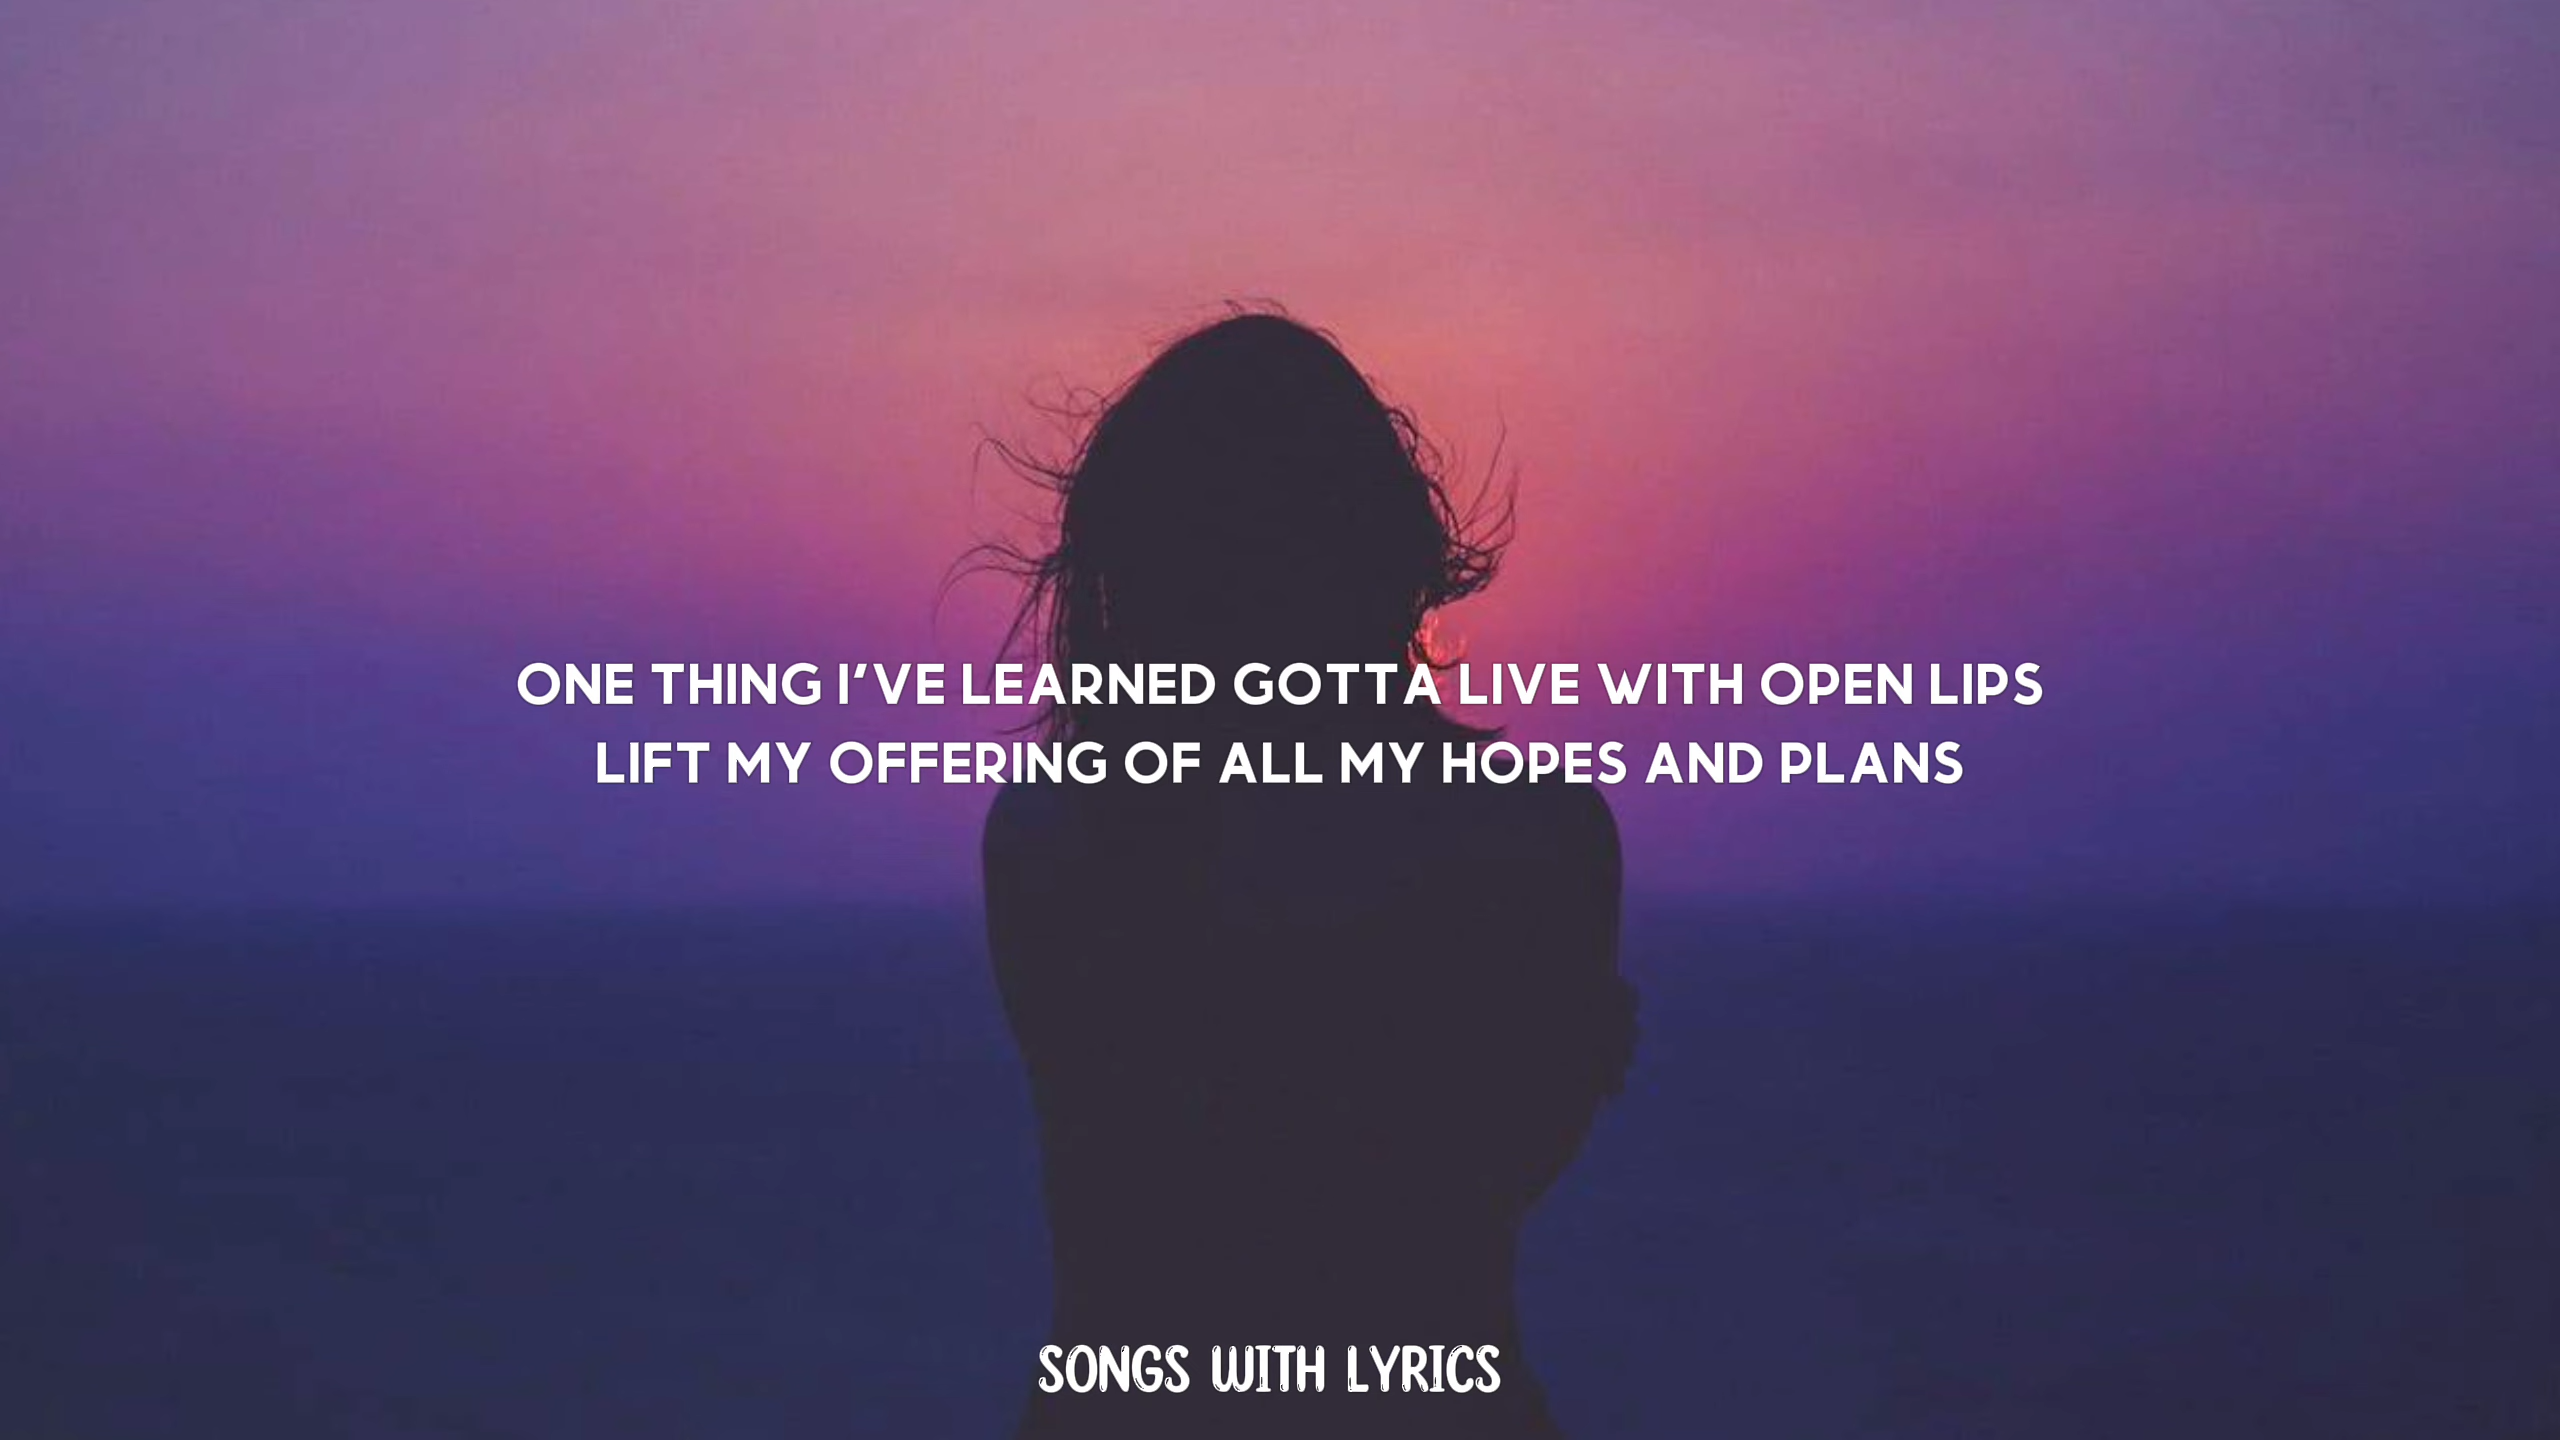 ONE THING I'VE LEARNED GOTTA LIVE WITH OPEN LIPS
LIFT MY OFFERING OF ALL MY HOPES AND PLANS
SONGS WITH LYRICS